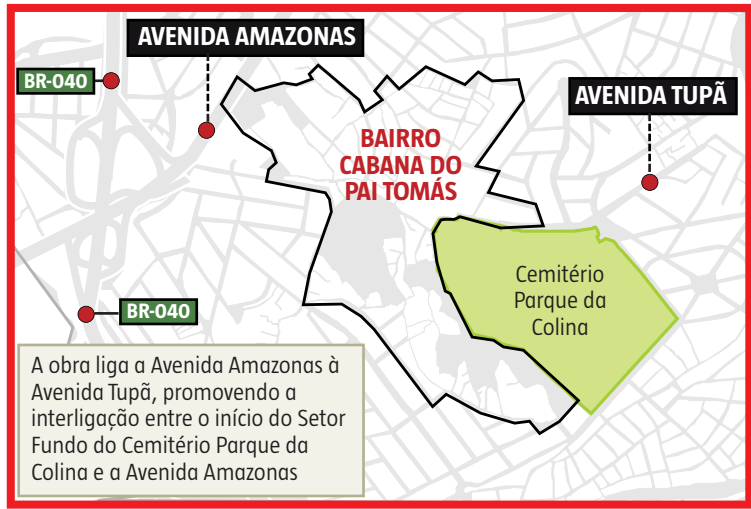 AVENIDA AMAZONAS
BR-040
AVENIDA TUPÃ
BAIRRO
CABANA DO
PAI TOMÁS
Cemitério
Parque da
Colina
BR-040
A obra liga a Avenida Amazonas à
Avenida Tupã, promovendo a
interligação entre o início do Setor
Fundo do Cemitério Parque da
Colina e a Avenida Amazonas